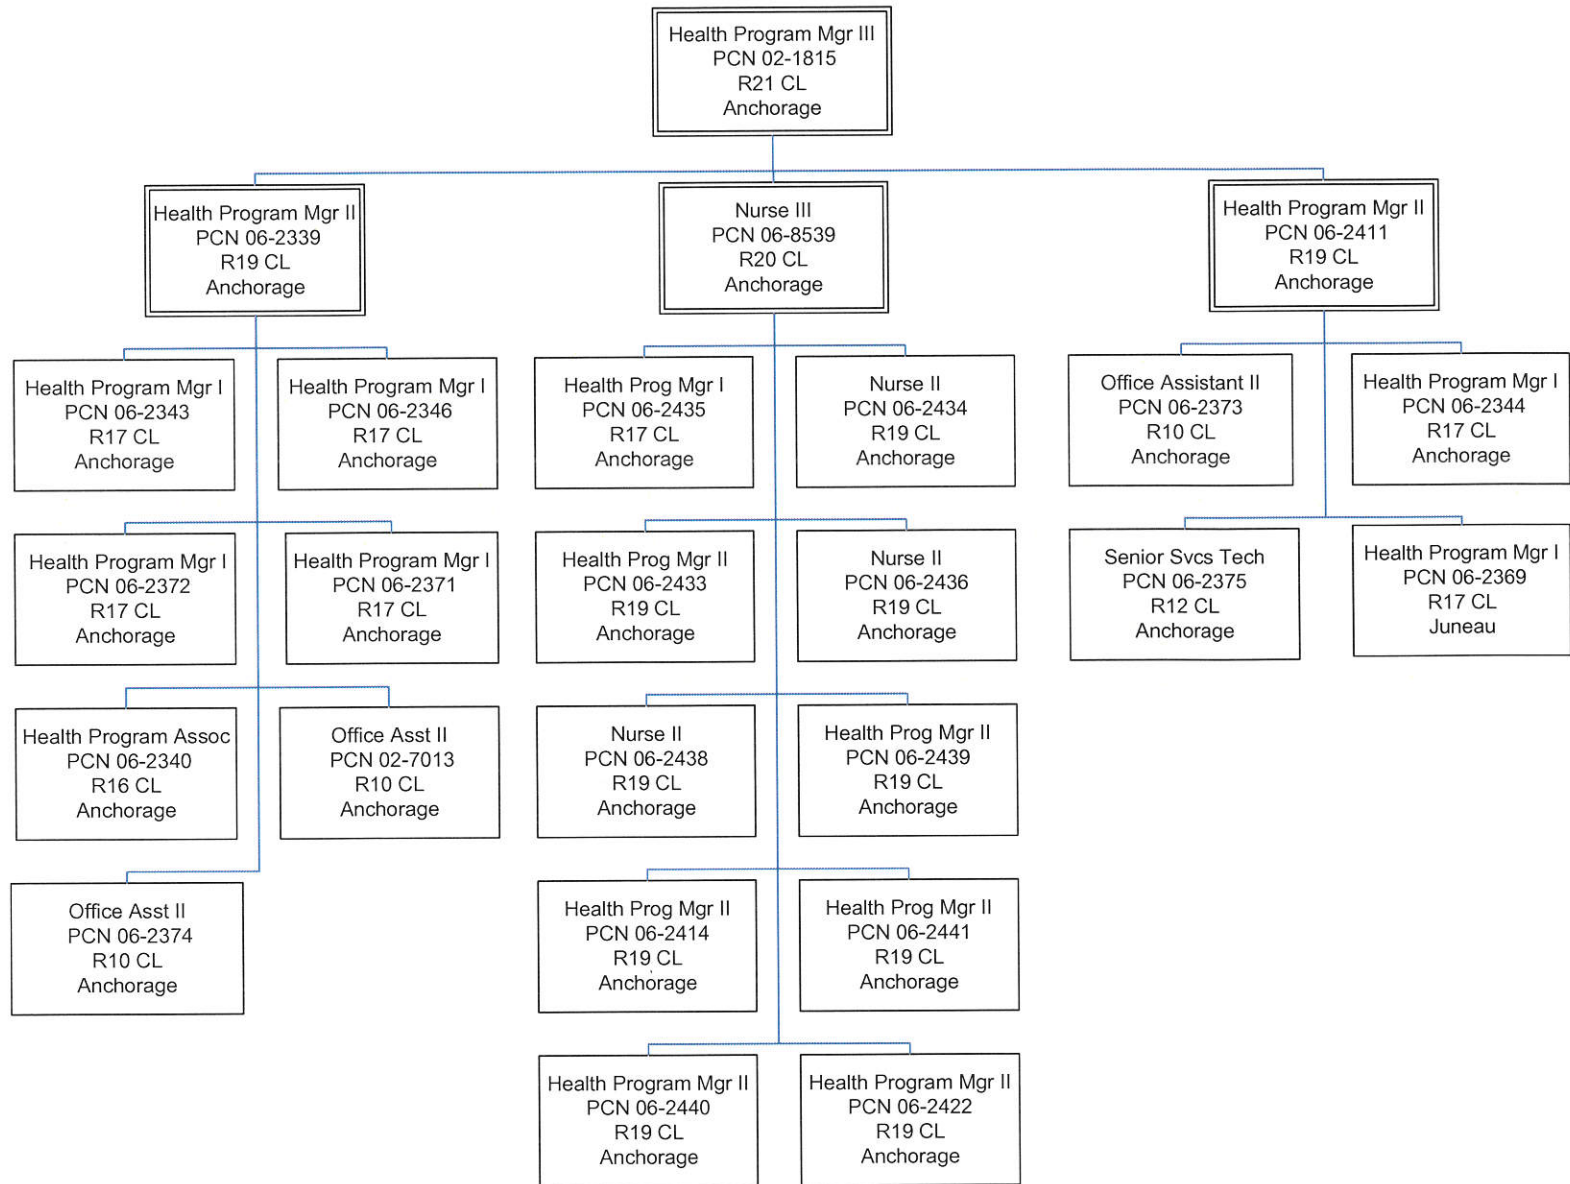 Health Program Mgr III
PCN 02-1815
R21 CL
Anchorage
Health Program Mgr II
PCN 06-2339
R19 CL
Anchorage
Nurse III
PCN 06-8539
R20 CL
Anchorage
Health Program Mgr II
PCN 06-2411
R19 CL
Anchorage
Health Program Mgr I
PCN 06-2343
R17 CL
Anchorage
Health Program Mgr I
PCN 06-2346
R17 CL
Anchorage
Health Prog Mgr I
PCN 06-2435
R17 CL
Anchorage
Nurse II
PCN 06-2434
R19 CL
Anchorage
Office Assistant II
PCN 06-2373
R10 CL
Anchorage
Health Program Mgr I
PCN 06-2344
R17 CL
Anchorage
Health Program Mgr I
PCN 06-2372
R17 CL
Anchorage
Health Program Mgr I
PCN 06-2371
R17 CL
Anchorage
Health Prog Mgr II
PCN 06-2433
R19 CL
Anchorage
Nurse II
PCN 06-2436
R19 CL
Anchorage
Senior Svcs Tech
PCN 06-2375
R12 CL
Anchorage
Health Program Mgr I
PCN 06-2369
R17 CL
Juneau
Health Program Assoc
PCN 06-2340
R16 CL
Anchorage
Office Asst II
PCN 02-7013
R10 CL
Anchorage
Nurse II
PCN 06-2438
R19 CL
Anchorage
Health Prog Mgr II
PCN 06-2439
R19 CL
Anchorage
Office Asst II
PCN 06-2374
R10 CL
Anchorage
Health Prog Mgr II
PCN 06-2414
R19 CL
Anchorage
Health Prog Mgr II
PCN 06-2441
R19 CL
Anchorage
Health Program Mgr II
PCN 06-2440
R19 CL
Anchorage
Health Program Mgr II
PCN 06-2422
R19 CL
Anchorage